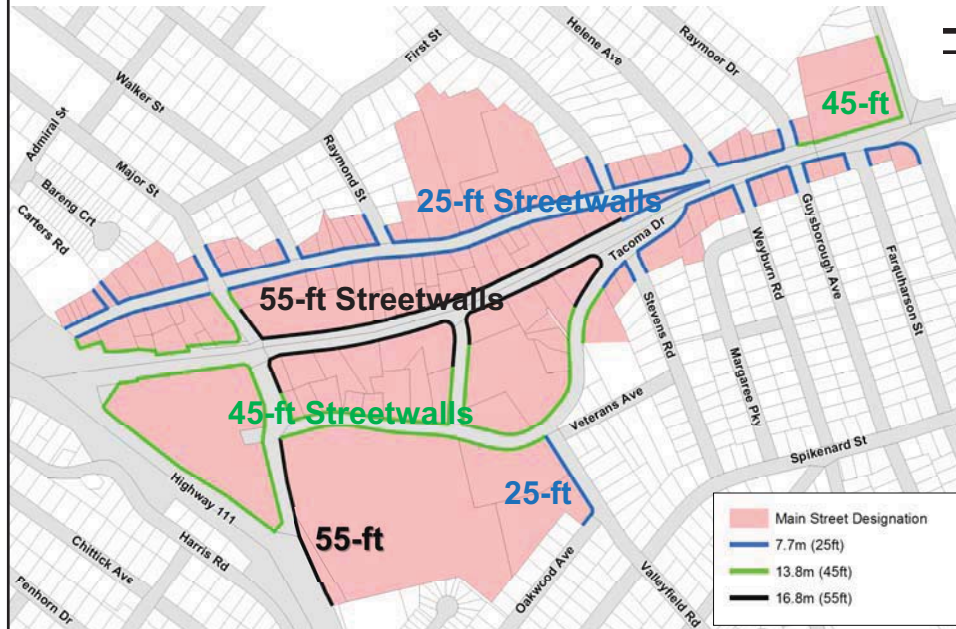 First St
Helene Ave
Raymoor Dr
Walker St
45-ft
Admiral St
Raymond St
Major St
Bareng Crt
Carters Rd
25-ft Streetwalls
Tacoma Dr
Weyburn Rd
Guysborough Ave
Farquharson St
55-ft Streetwalls
Stevens Rd
Margaree Pky
45-ft Streetwalls
Veterans Ave
Spikenard St
25-ft
Highway 111
Harris Rd
55-ft
Chittick Ave
Oakwood Ave
Valleyfield Rd
Fenhorn Dr
Main Street Designation
7.7m (25ft)
13.8m (45ft)
16.8m (55ft)